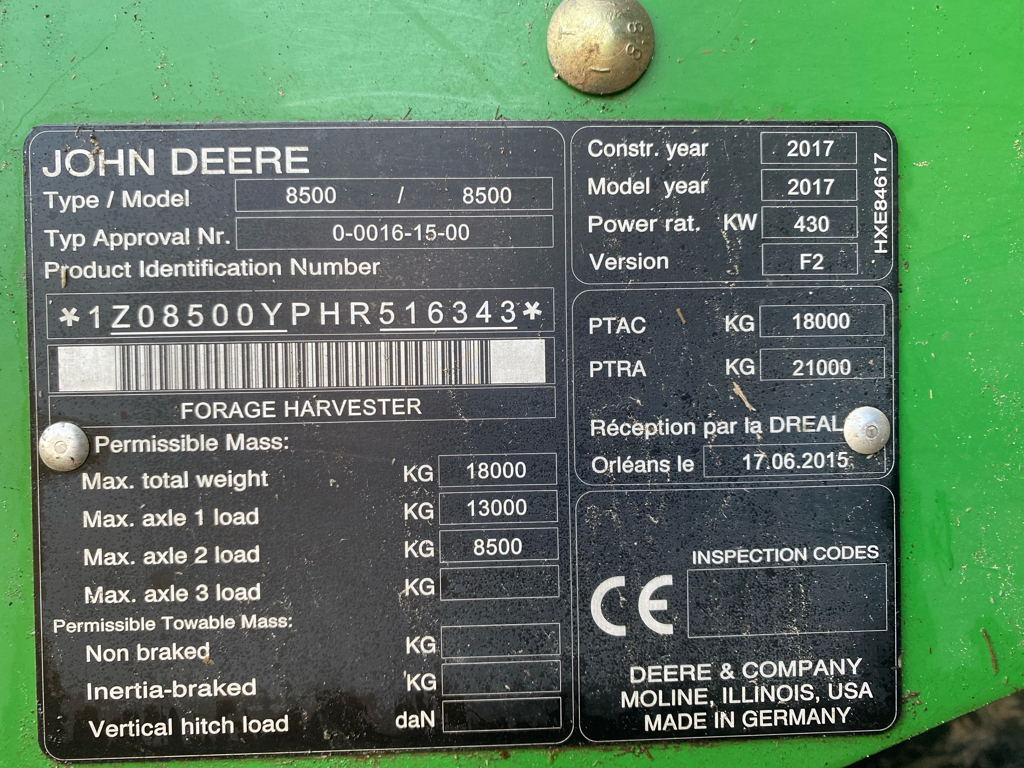 8.8
JOHN DEERE
Type / Model 8500 / 8500
Typ Approval Nr. 0-0016-15-00
Product Identification Number
*1Z08500YPHR516343*
FORAGE HARVESTER
Permissible Mass:
Max. total weight KG 18000
Max. axle 1 load KG 13000
Max. axle 2 load KG 8500
Max. axle 3 load KG
Permissible Towable Mass:
Non braked KG
Inertia-braked KG
Vertical hitch load daN
Constr. year 2017
Model year 2017
Power rat. KW 430
Version F2
HXE84617
PTAC KG 18000
PTRA KG 21000
Réception par la DREAL
Orléans le 17.06.2015
INSPECTION CODES
CE
DEERE & COMPANY
MOLINE, ILLINOIS, USA
MADE IN GERMANY